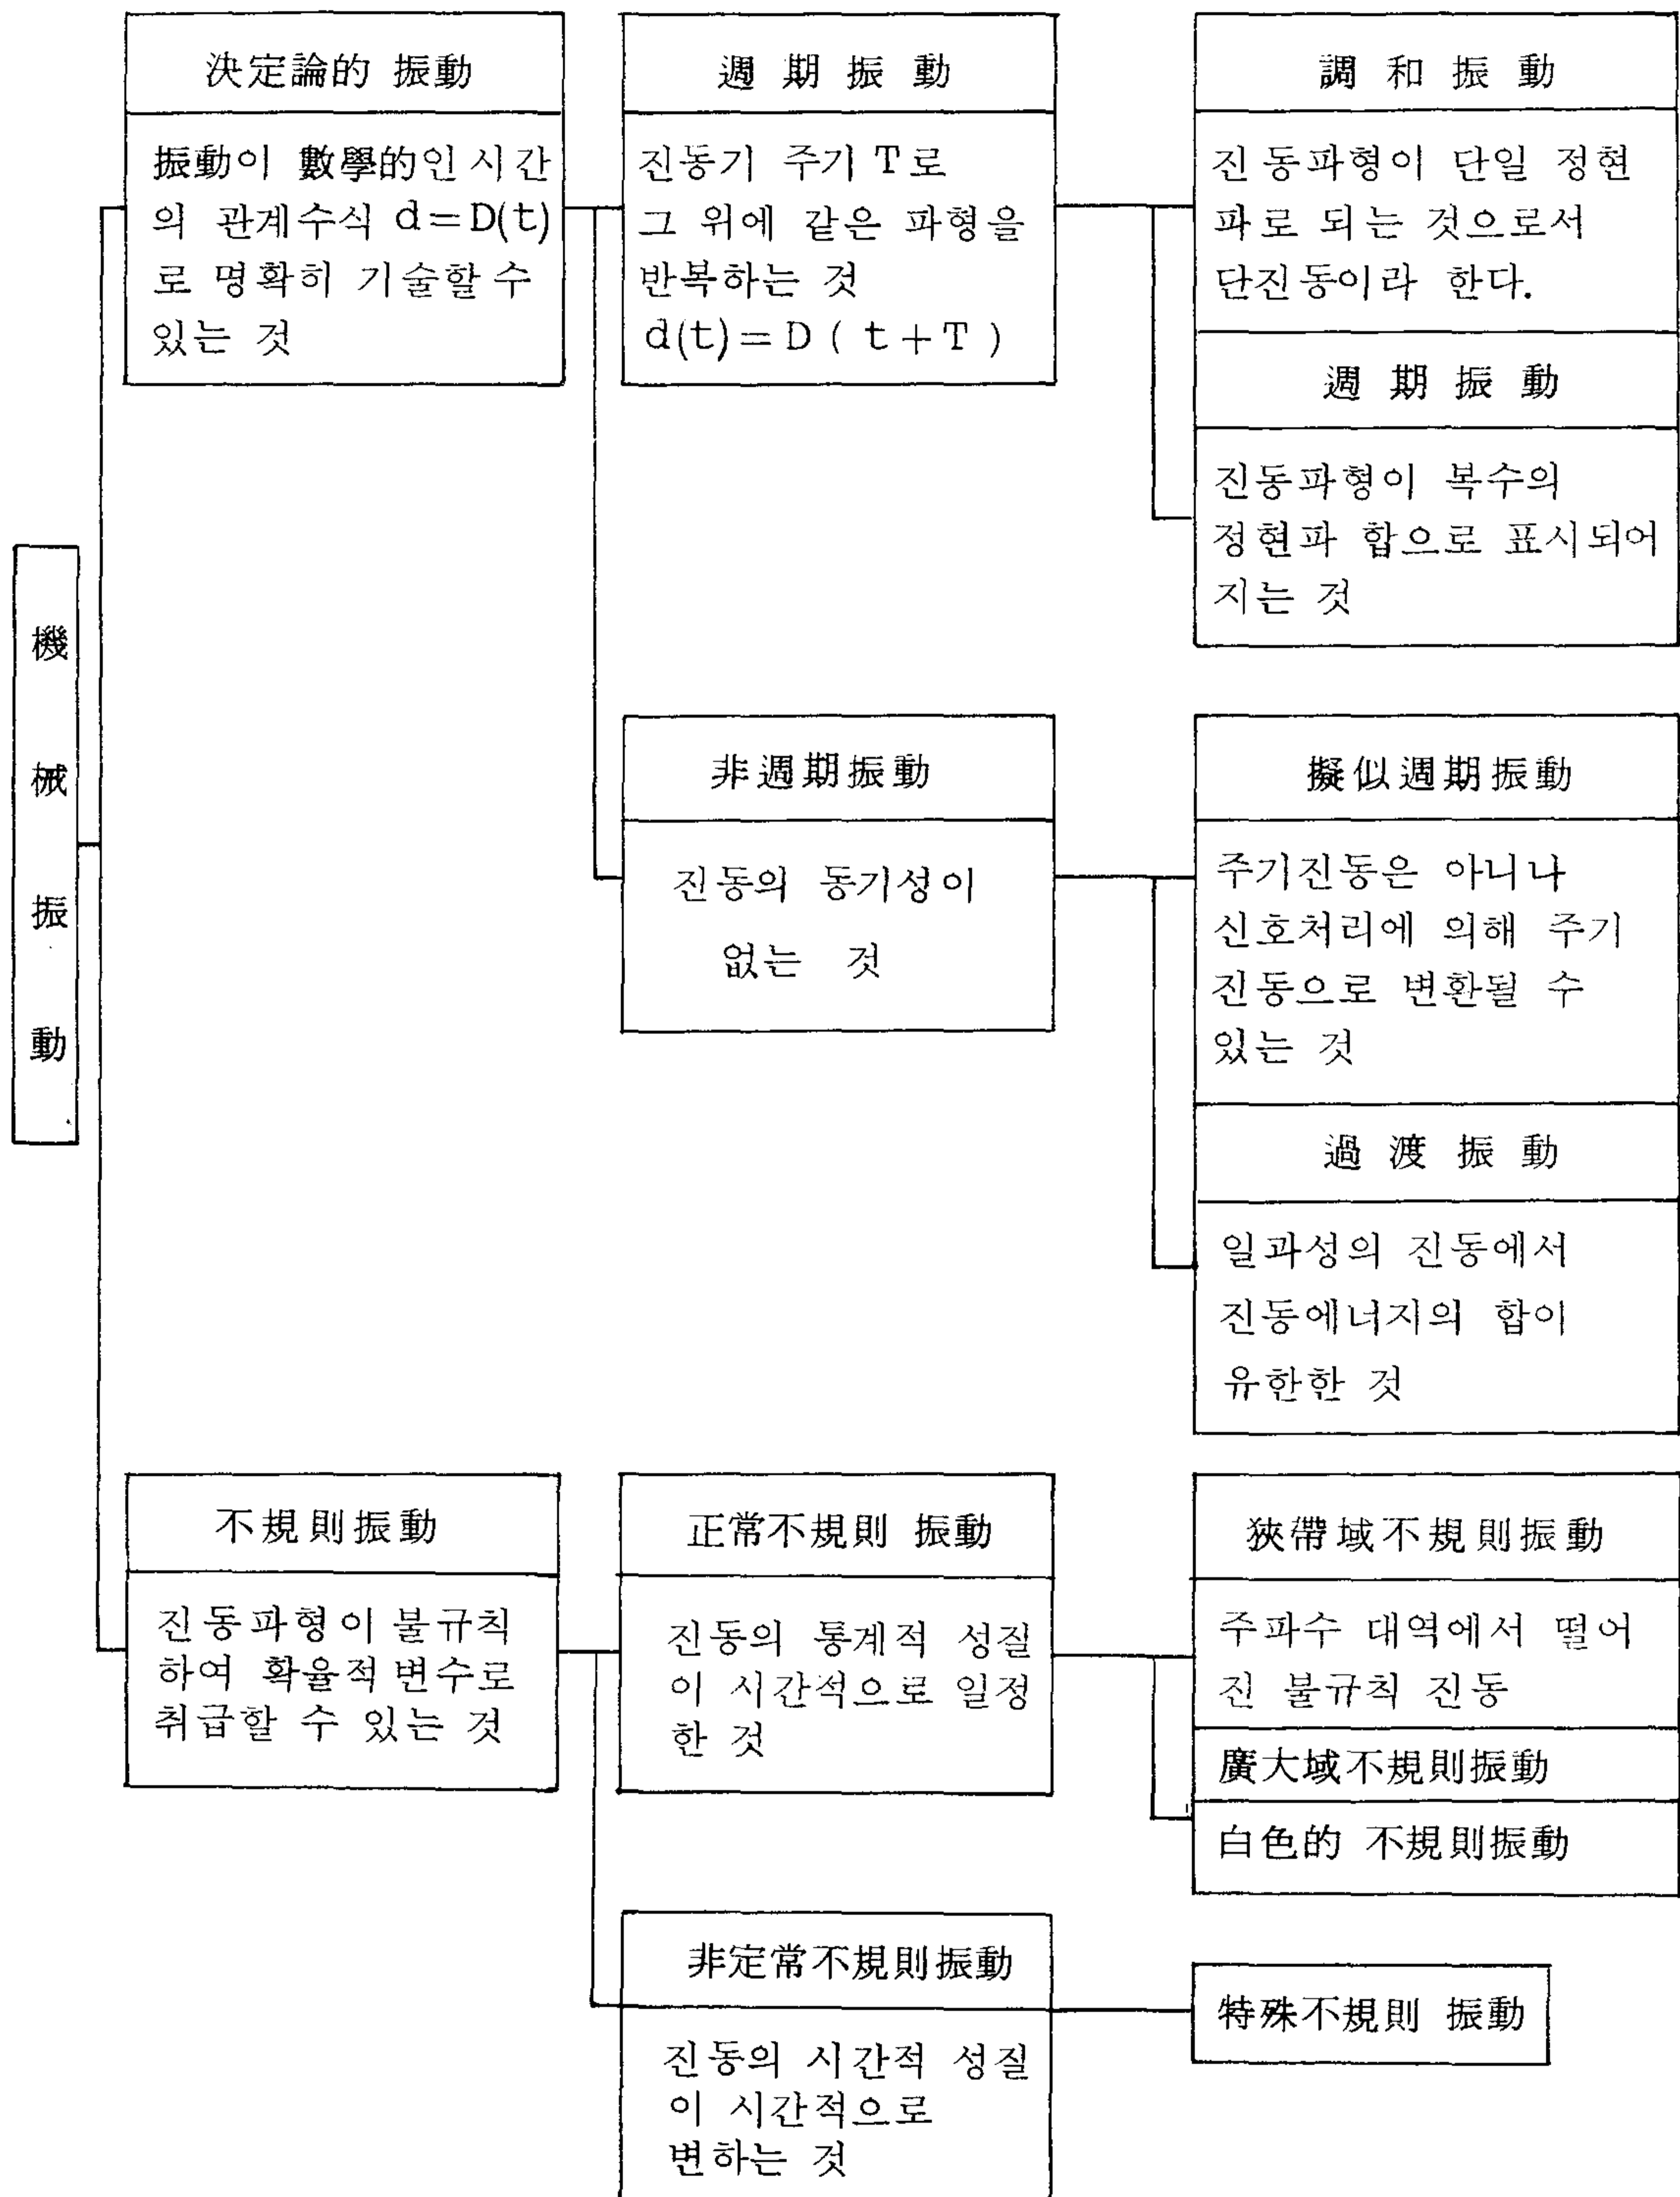 機
械
振
動
決定論的 振動
振動이 數學的인 시간
의 관계수식 d=D(t)
로 명확히 기술할 수
있는 것
週期振動
진동기 주기 T로
그 위에 같은 파형을
반복하는 것
d(t)=D(t+T)
調和振動
진동파형이 단일 정현
파로 되는 것으로서
단진동이라 한다.
週期振動
진동파형이 복수의
정현파 합으로 표시되어
지는 것
非週期振動
진동의 동기성이
없는 것
擬似週期振動
주기진동은 아니나
신호처리에 의해 주기
진동으로 변환될 수
있는 것
過渡振動
일과성의 진동에서
진동에너지의 합이
유한한 것
不規則振動
진동파형이 불규칙
하여 확율적 변수로
취급할 수 있는 것
正常不規則 振動
진동의 통계적 성질
이 시간적으로 일정
한 것
狹帶域不規則振動
주파수 대역에서 떨어
진 불규칙 진동
廣大域不規則振動
白色的 不規則振動
非定常不規則振動
진동의 시간적 성질
이 시간적으로
변하는 것
特殊不規則 振動